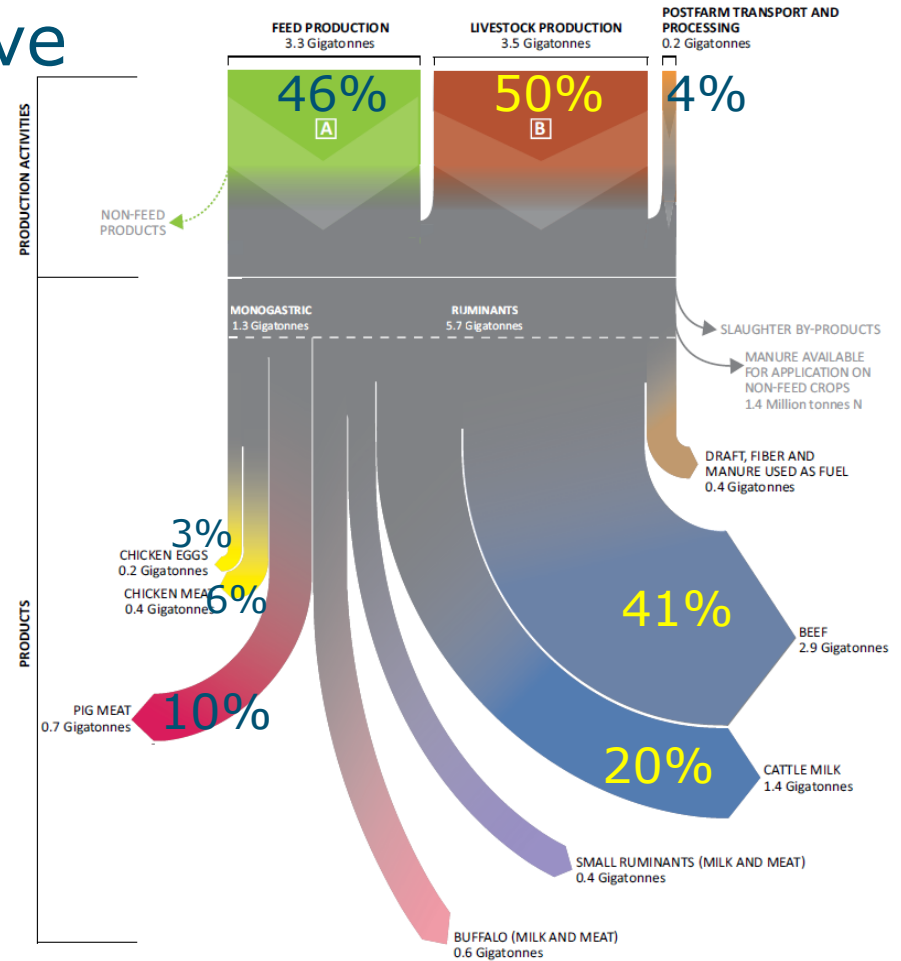 ve
FEED PRODUCTION
3.3 Gigatonnes
LIVESTOCK PRODUCTION
3.5 Gigatonnes
POSTFARM TRANSPORT AND
PROCESSING
0.2 Gigatonnes
46%
50%
4%
A
B
PRODUCTION ACTIVITIES
NON-FEED
PRODUCTS
MONOGASTRIC
1.3 Gigatonnes
RUMINANTS
5.7 Gigatonnes
SLAUGHTER BY-PRODUCTS
MANURE AVAILABLE
FOR APPLICATION ON
NON-FEED CROPS
1.4 Million tonnes N
DRAFT, FIBER AND
MANURE USED AS FUEL
0.4 Gigatonnes
PRODUCTS
3%
CHICKEN EGGS
0.2 Gigatonnes
CHICKEN MEAT
0.4 Gigatonnes
6%
41%
BEEF
2.9 Gigatonnes
PIG MEAT
0.7 Gigatonnes
10%
20%
CATTLE MILK
1.4 Gigatonnes
SMALL RUMINANTS (MILK AND MEAT)
0.4 Gigatonnes
BUFFALO (MILK AND MEAT)
0.6 Gigatonnes